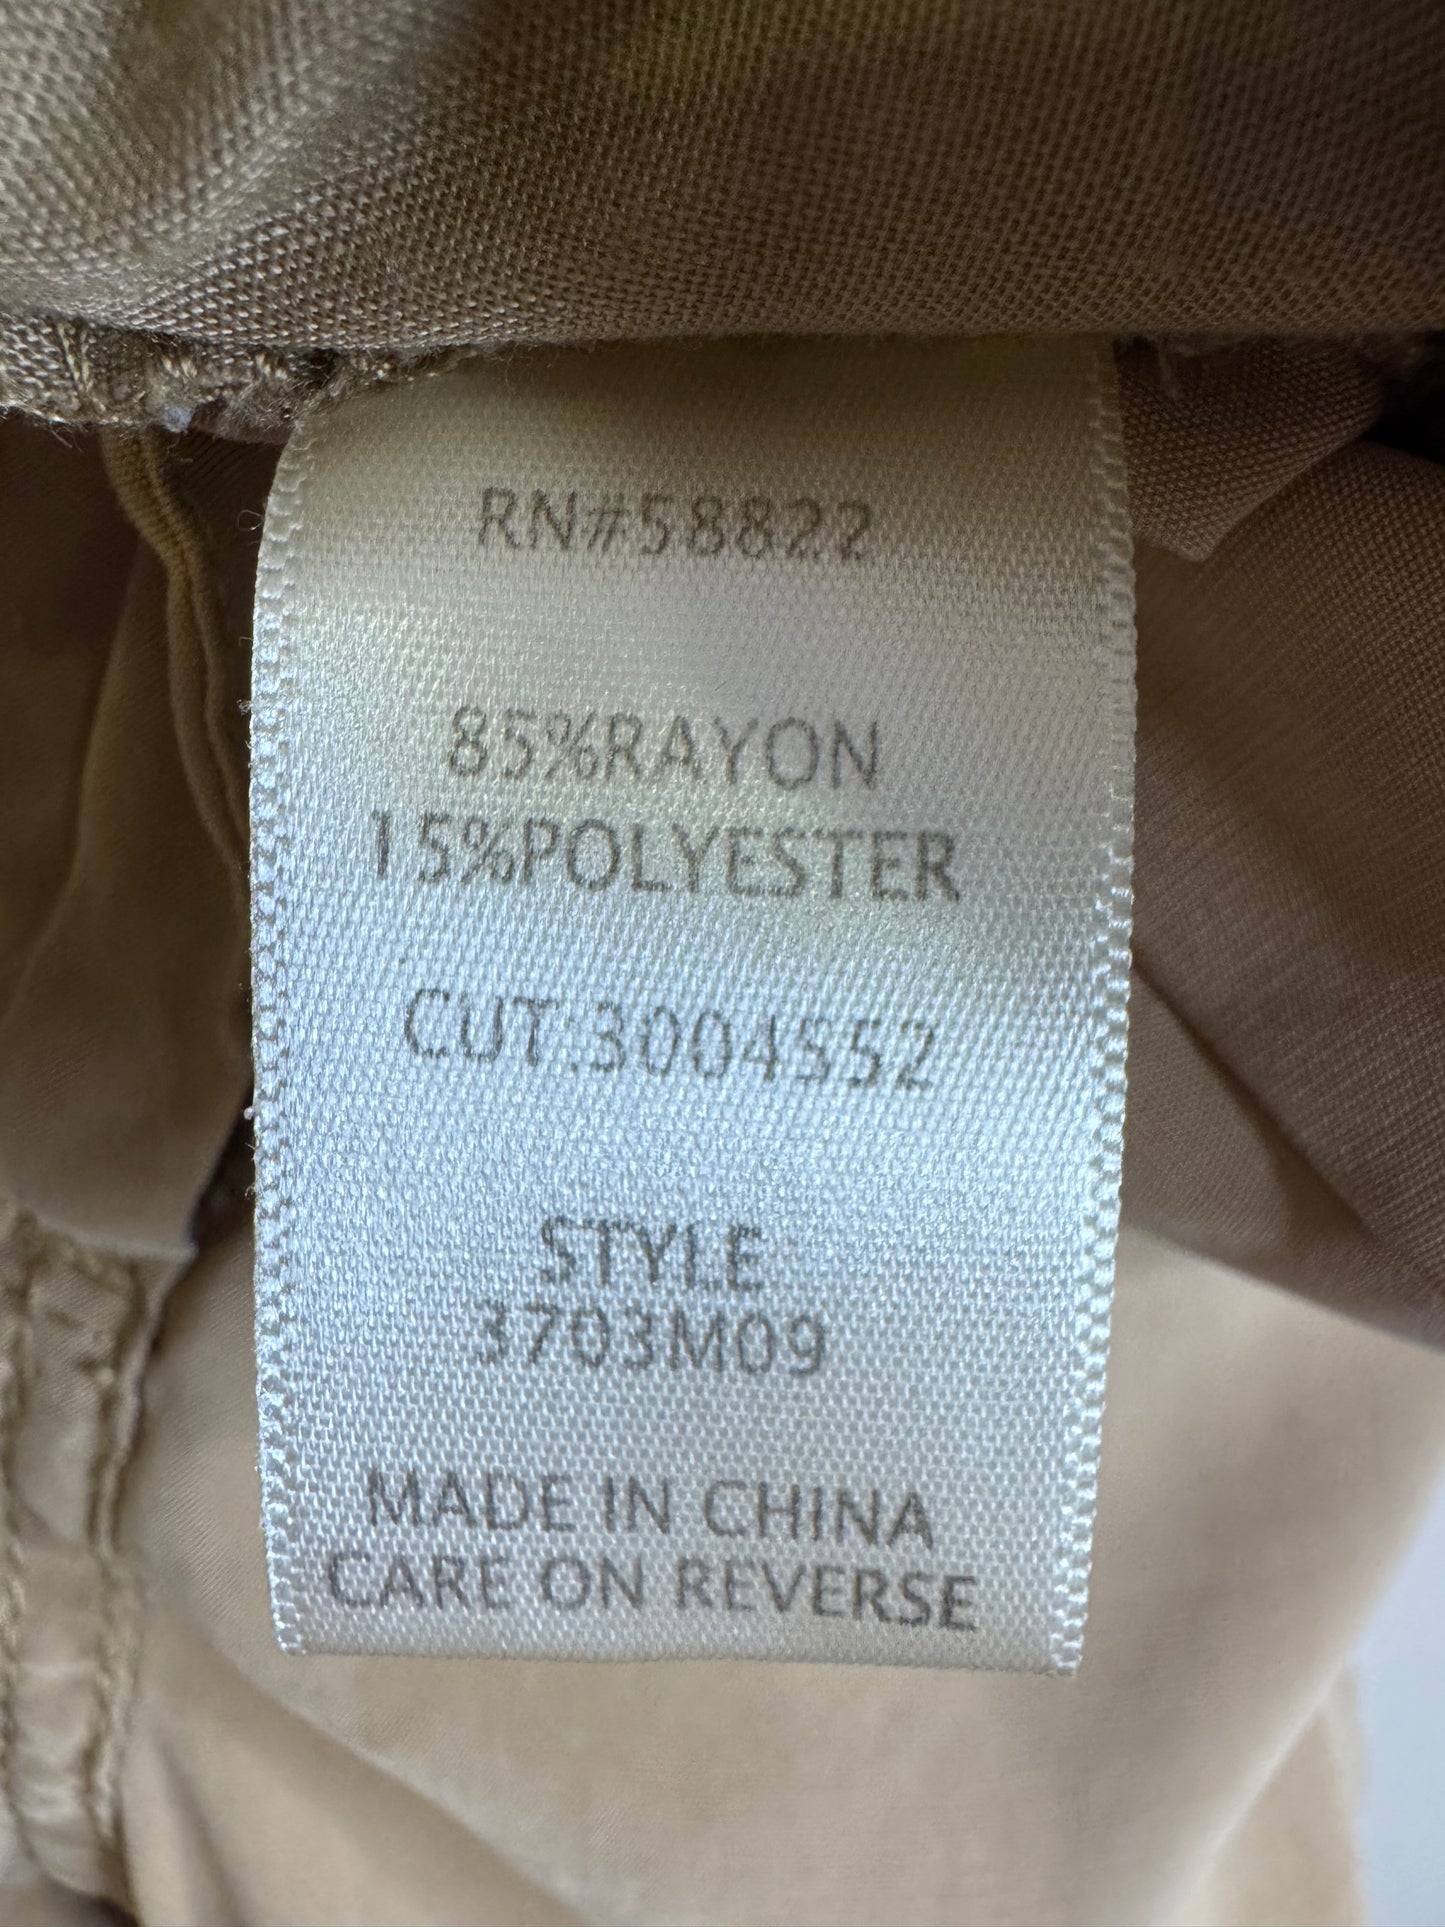 RN#58822
85%RAYON
15%POLYESTER
CUT:3004552
STYLE
3703M09
MADE IN CHINA
CARE ON REVERSE